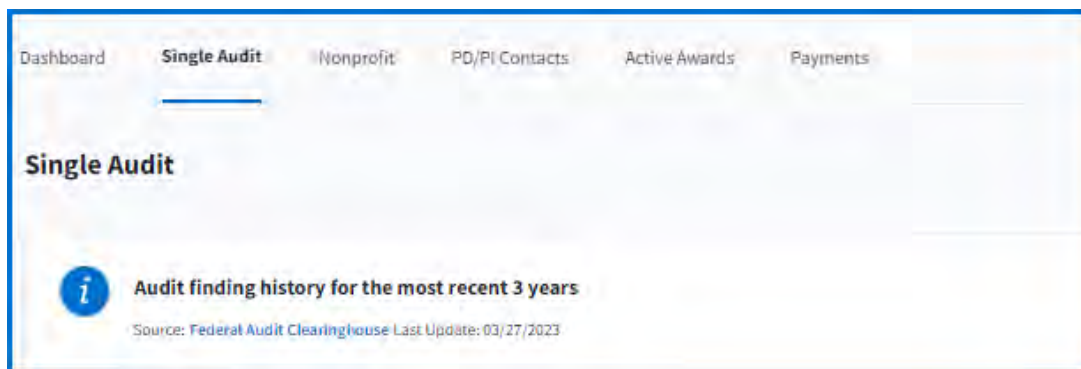 Dashboard Single Audit Nonprofit PD/PI Contacts Active Awards Payments
Single Audit
i
Audit finding history for the most recent 3 years
Source: Federal Audit Clearinghouse Last Update: 03/27/2023